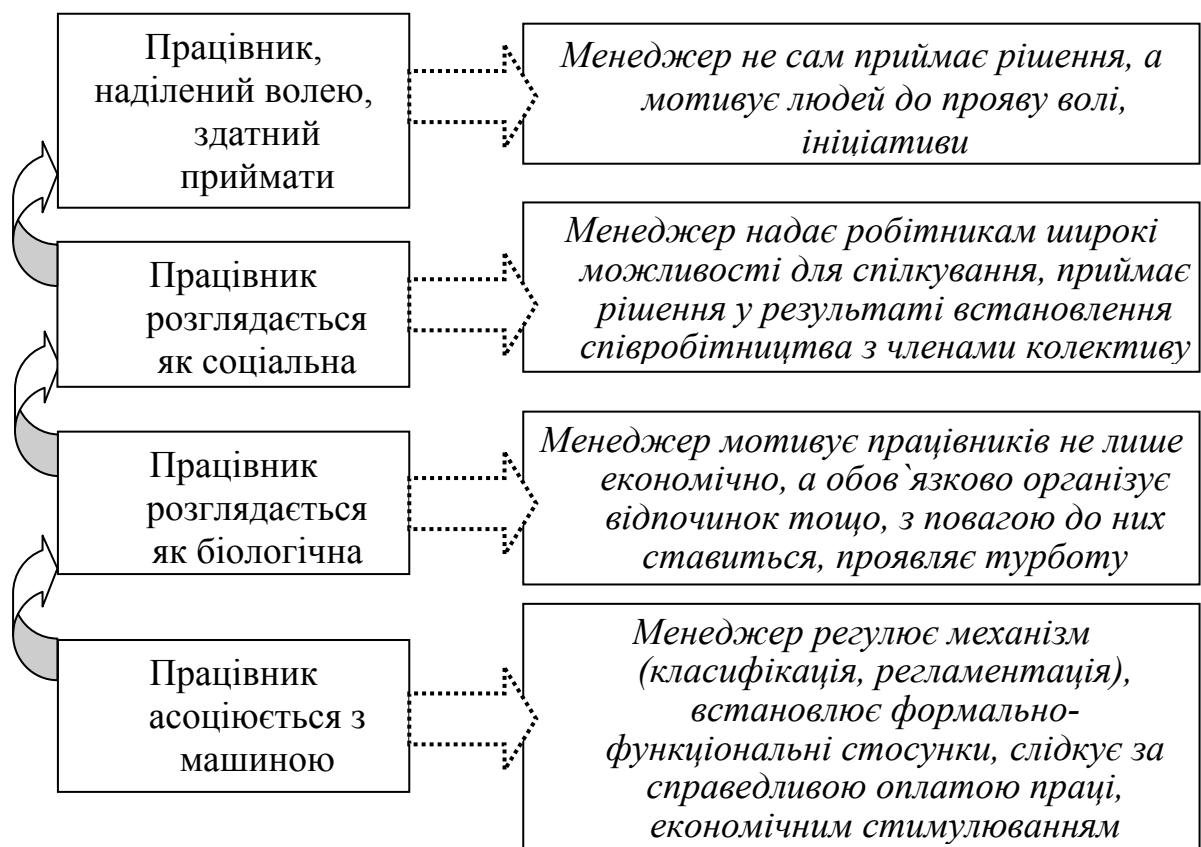 Працівник,
наділений волею,
здатний
приймати
Менеджер не сам приймає рішення, а
мотивує людей до прояву волі,
ініціативи
Працівник
розглядається
як соціальна
Менеджер надає робітникам широкі
можливості для спілкування, приймає
рішення у результаті встановлення
співробітництва з членами колективу
Працівник
розглядається
як біологічна
Менеджер мотивує працівників не лише
економічно, а обов`язково організує
відпочинок тощо, з повагою до них
ставиться, проявляє турботу
Працівник
асоціюється з
машиною
Менеджер регулює механізм
(класифікація, регламентація),
встановлює формально-
функціональні стосунки, слідкує за
справедливою оплатою праці,
економічним стимулюванням